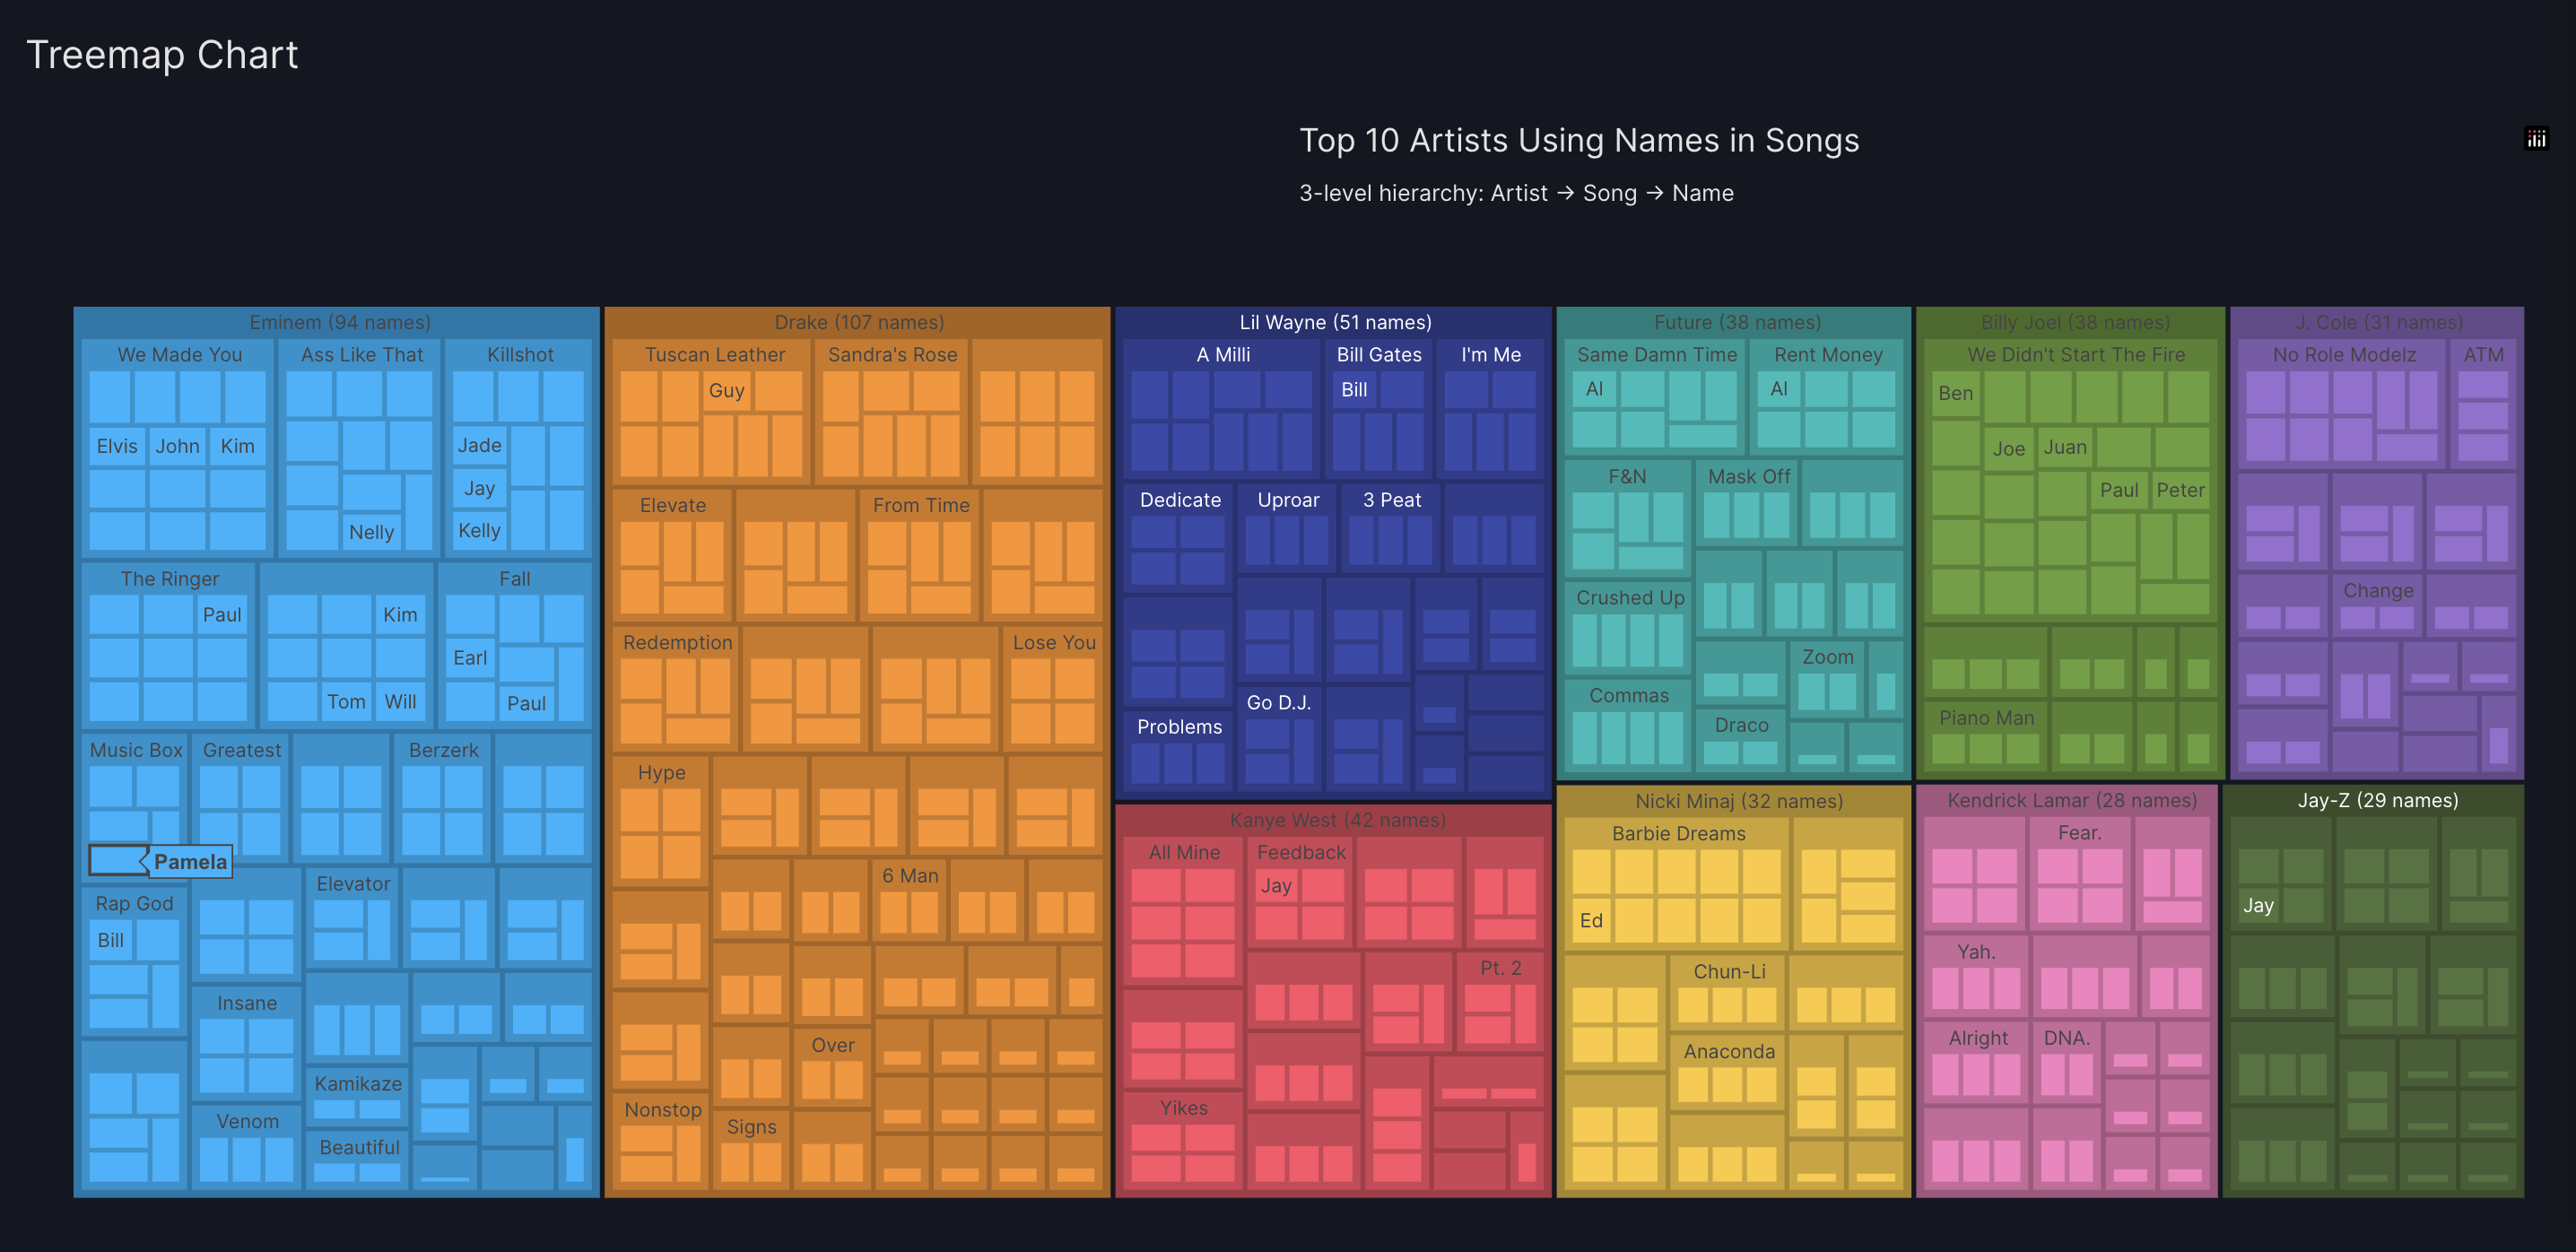 Treemap Chart
Top 10 Artists Using Names in Songs
3-level hierarchy: Artist → Song → Name
Eminem (94 names)
We Made You
Elvis
John
Kim
Ass Like That
Nelly
Killshot
Jade
Jay
Kelly
The Ringer
Paul
Kim
Tom
Will
Fall
Earl
Paul
Music Box
Pamela
Greatest
Berzerk
Rap God
Bill
Elevator
Insane
Kamikaze
Venom
Beautiful
Drake (107 names)
Tuscan Leather
Guy
Sandra's Rose
Elevate
From Time
Redemption
Lose You
Hype
6 Man
Over
Nonstop
Signs
Lil Wayne (51 names)
A Milli
Bill Gates
Bill
I'm Me
Dedicate
Uproar
3 Peat
Go D.J.
Problems
Kanye West (42 names)
All Mine
Feedback
Jay
Pt. 2
Yikes
Future (38 names)
Same Damn Time
Al
Rent Money
Al
F&N
Mask Off
Crushed Up
Zoom
Commas
Draco
Nicki Minaj (32 names)
Barbie Dreams
Ed
Chun-Li
Anaconda
Billy Joel (38 names)
We Didn't Start The Fire
Ben
Joe
Juan
Paul
Peter
Piano Man
Kendrick Lamar (28 names)
Fear.
Yah.
Alright
DNA.
J. Cole (31 names)
No Role Modelz
ATM
Change
Jay-Z (29 names)
Jay